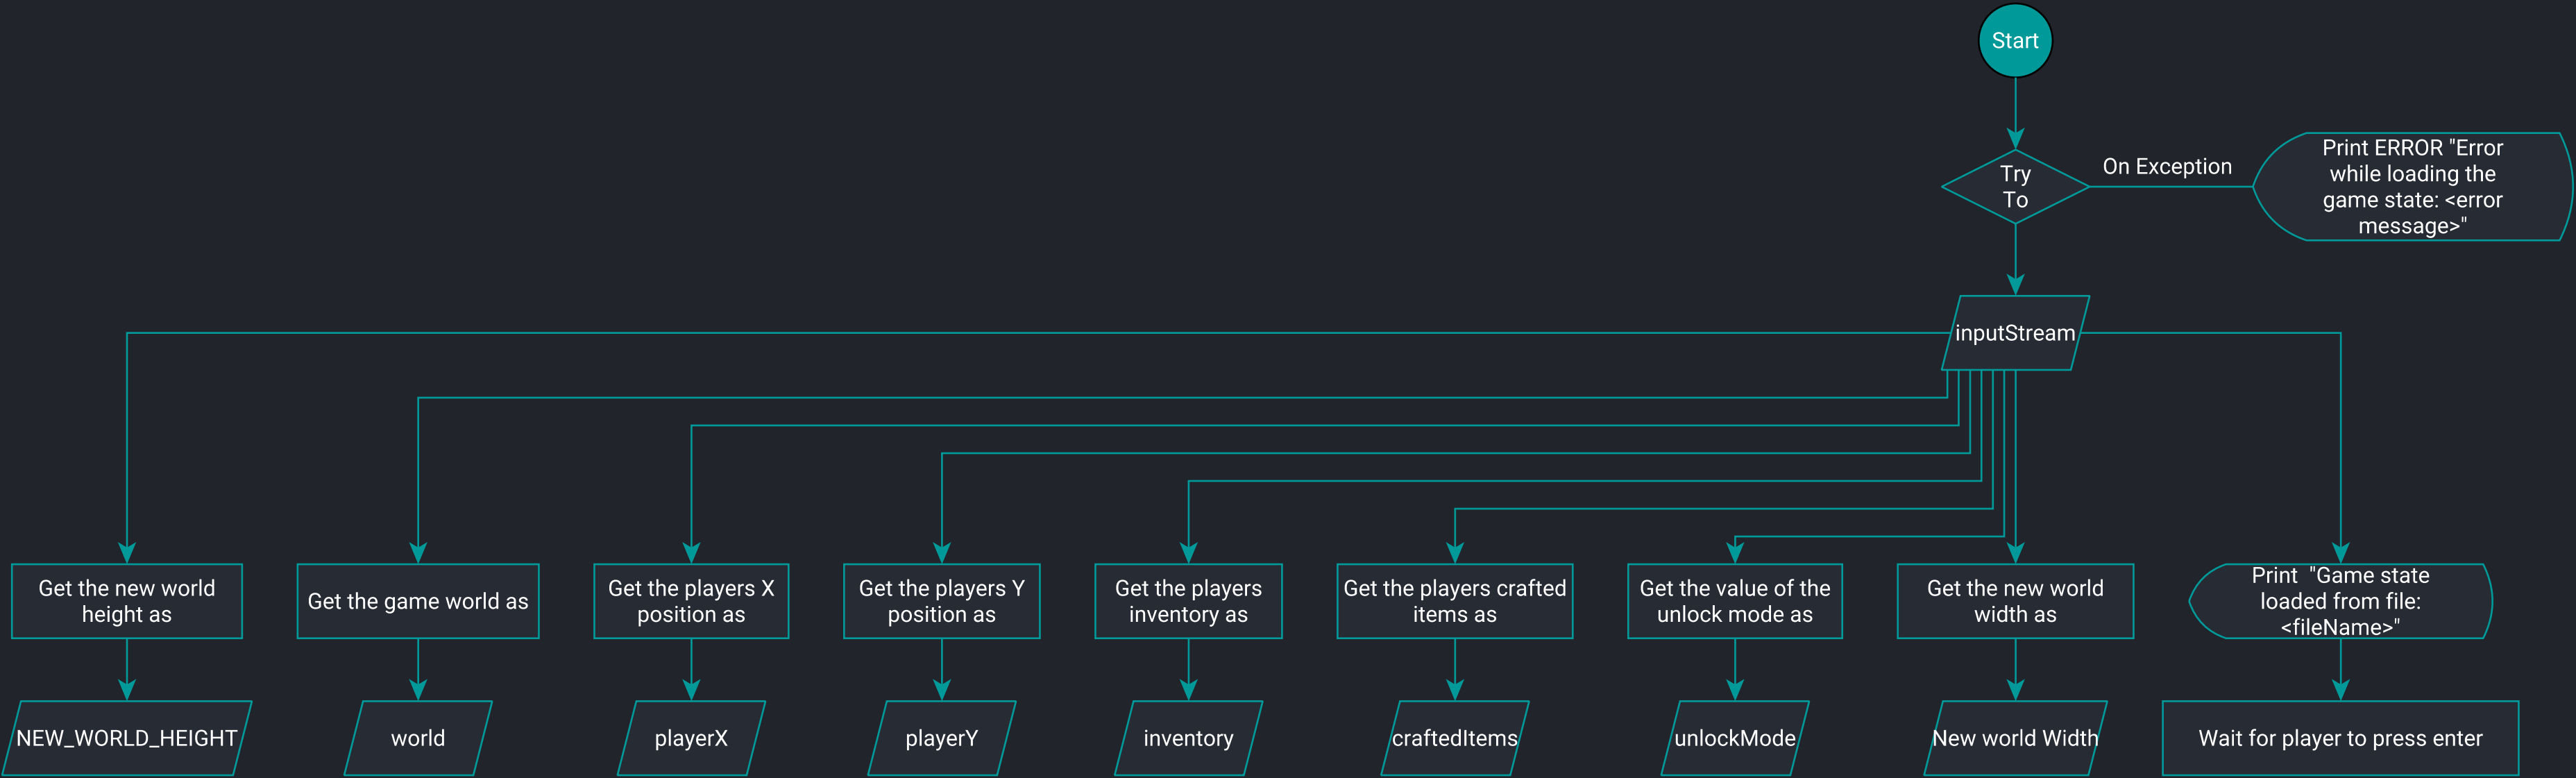 Start
Try
To
On Exception
Print ERROR "Error
while loading the
game state: <error
message>"
inputStream
Get the new world
height as
Get the game world as
Get the players X
position as
Get the players Y
position as
Get the players
inventory as
Get the players crafted
items as
Get the value of the
unlock mode as
Get the new world
width as
Print  "Game state
loaded from file:
<fileName>"
NEW_WORLD_HEIGHT
world
playerX
playerY
inventory
craftedItems
unlockMode
New world Width
Wait for player to press enter